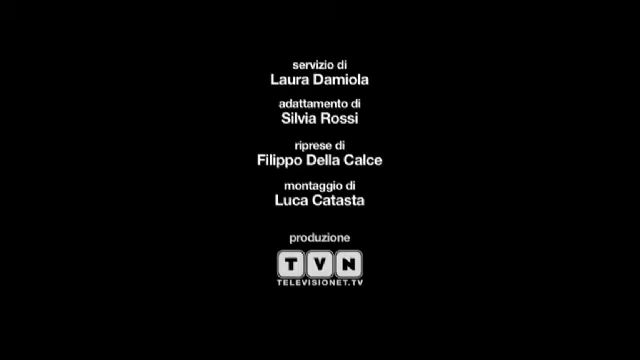 servizio di
Laura Damiola
adattamento di
Silvia Rossi
riprese di
Filippo Della Calce
montaggio di
Luca Catasta
produzione
TVN
TELEVISIONET.TV